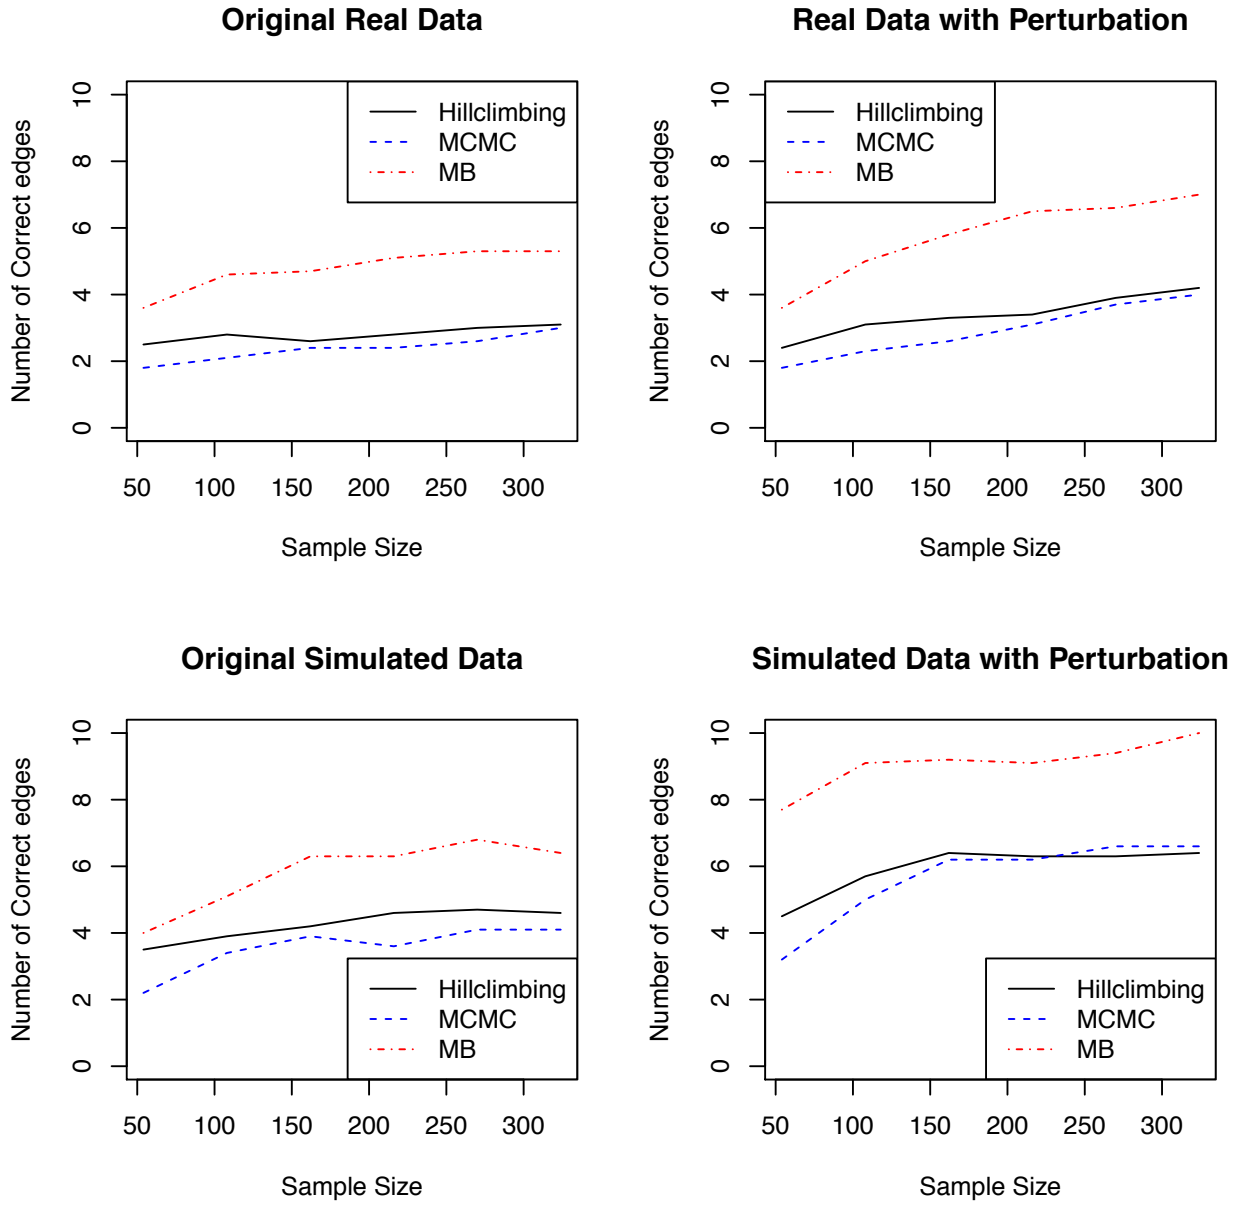 Original Real Data
Number of Correct edges
10
8
6
4
2
0
Hillclimbing
MCMC
MB
50 100 150 200 250 300
Sample Size
Real Data with Perturbation
Number of Correct edges
10
8
6
4
2
0
Hillclimbing
MCMC
MB
50 100 150 200 250 300
Sample Size
Original Simulated Data
Number of Correct edges
10
8
6
4
2
0
Hillclimbing
MCMC
MB
50 100 150 200 250 300
Sample Size
Simulated Data with Perturbation
Number of Correct edges
10
8
6
4
2
0
Hillclimbing
MCMC
MB
50 100 150 200 250 300
Sample Size